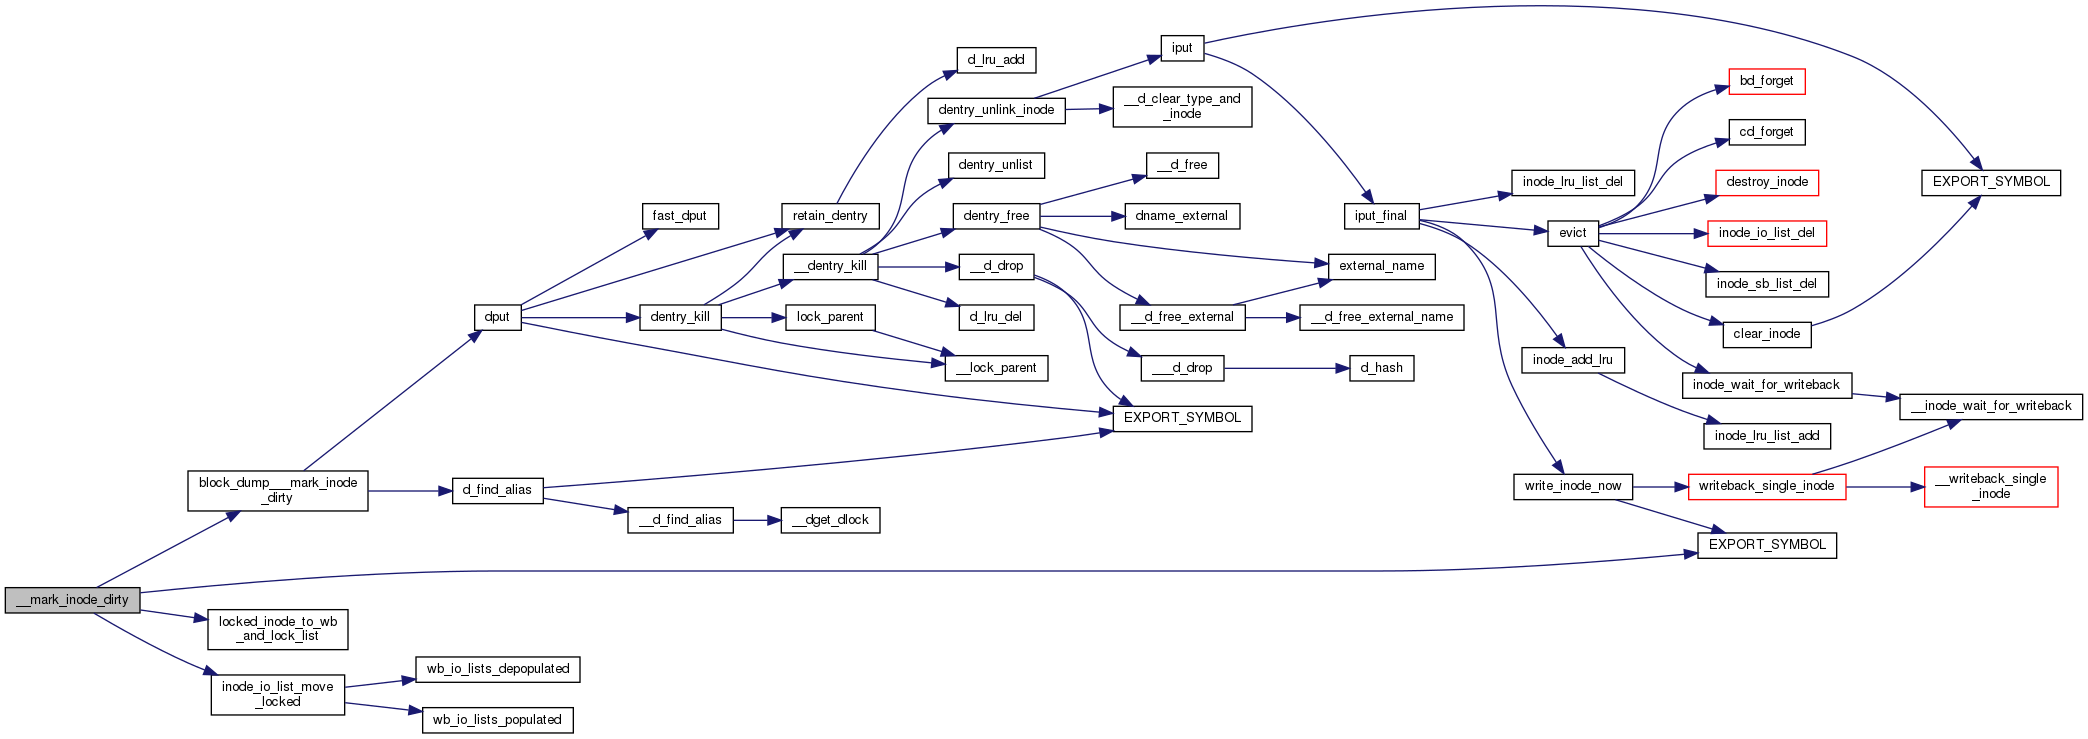 __mark_inode_dirty
block_dump___mark_inode
_dirty
locked_inode_to_wb
_and_lock_list
inode_io_list_move
_locked
dput
d_find_alias
wb_io_lists_depopulated
wb_io_lists_populated
fast_dput
dentry_kill
__d_find_alias
retain_dentry
__dentry_kill
lock_parent
__dget_dlock
d_lru_add
dentry_unlink_inode
dentry_unlist
dentry_free
__d_drop
d_lru_del
__lock_parent
iput
__d_clear_type_and
_inode
__d_free
dname_external
__d_free_external
___d_drop
EXPORT_SYMBOL
iput_final
external_name
__d_free_external_name
d_hash
inode_lru_list_del
evict
inode_add_lru
write_inode_now
bd_forget
cd_forget
destroy_inode
inode_io_list_del
inode_sb_list_del
clear_inode
inode_wait_for_writeback
inode_lru_list_add
writeback_single_inode
EXPORT_SYMBOL
EXPORT_SYMBOL
__inode_wait_for_writeback
__writeback_single
_inode